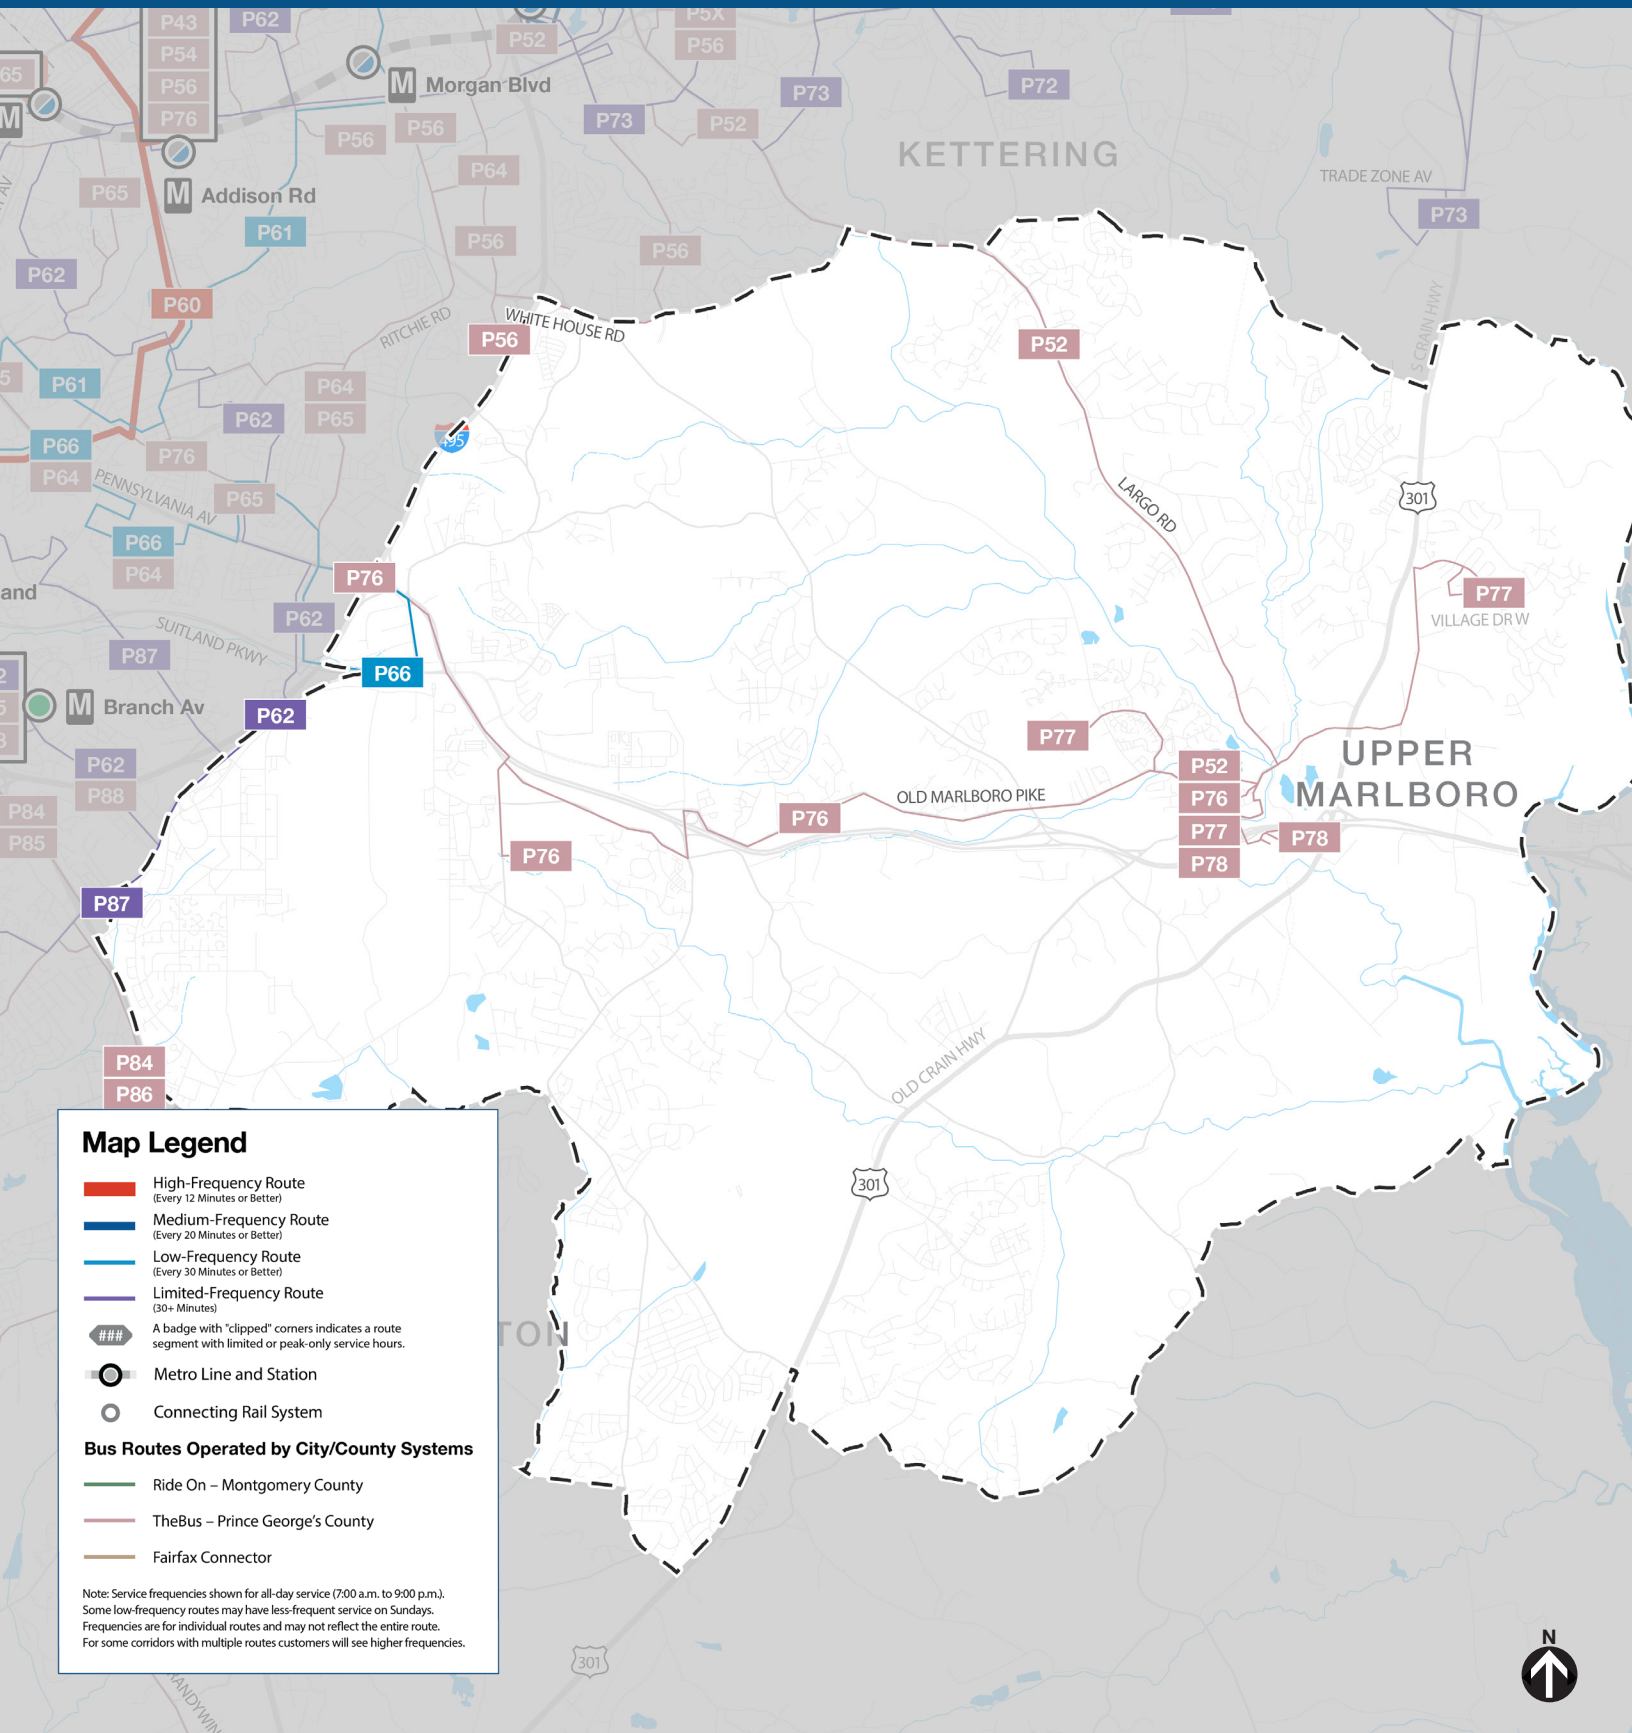 P43
P62
P5X
P52
P54
P56
65
P56
M Morgan Blvd
P72
P73
M
P76
P73
P52
P56
P56
KETTERING
P64
TRADE ZONE AV
P65
M Addison Rd
P73
P61
P56
P56
P62
P60
S CRAIN HWY
WHITE HOUSE RD
RITCHIE RD
P56
P52
5
P61
P64
P62
P65
495
P66
P76
P64
PENNSYLVANIA AV
P65
LARGO RD
301
P66
P64
P76
and
P77
P62
VILLAGE DR W
SUITLAND PKWY
P87
P66
2
5
M Branch Av
P62
3
P77
UPPER
MARLBORO
P62
P52
P88
P76
OLD MARLBORO PIKE
P84
P76
P77
P78
P85
P76
P78
P87
OLD CRAIN HWY
P84
P86
301
TON
Map Legend
High-Frequency Route
(Every 12 Minutes or Better)
Medium-Frequency Route
(Every 20 Minutes or Better)
Low-Frequency Route
(Every 30 Minutes or Better)
Limited-Frequency Route
(30+ Minutes)
### A badge with "clipped" corners indicates a route
segment with limited or peak-only service hours.
Metro Line and Station
Connecting Rail System
Bus Routes Operated by City/County Systems
Ride On – Montgomery County
TheBus – Prince George's County
Fairfax Connector
Note: Service frequencies shown for all-day service (7:00 a.m. to 9:00 p.m.).
Some low-frequency routes may have less-frequent service on Sundays.
Frequencies are for individual routes and may not reflect the entire route.
For some corridors with multiple routes customers will see higher frequencies.
301
N